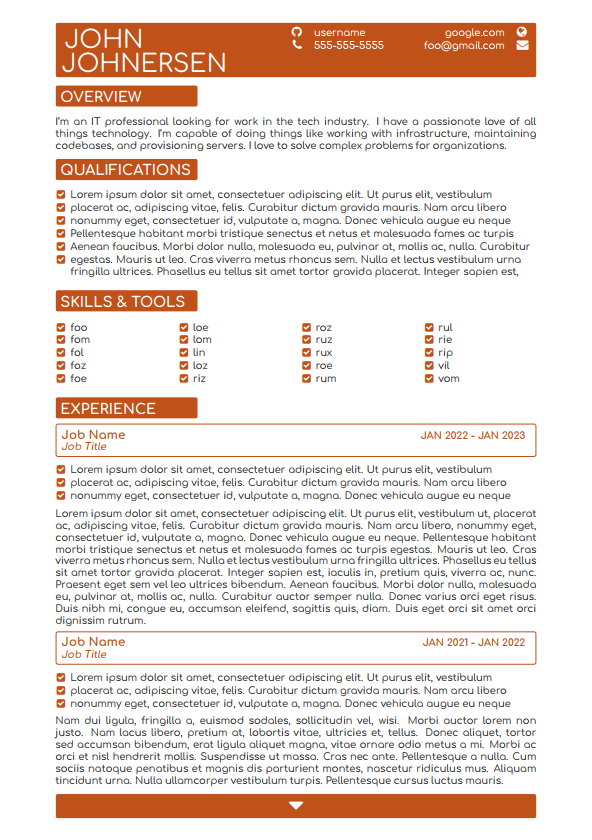 JOHN
JOHNERSEN
username
google.com
555-555-5555
foo@gmail.com
OVERVIEW
I'm an IT professional looking for work in the tech industry. I have a passionate love of all
things technology. I'm capable of doing things like working with infrastructure, maintaining
codebases, and provisioning servers. I love to solve complex problems for organizations.
QUALIFICATIONS
Lorem ipsum dolor sit amet, consectetuer adipiscing elit. Ut purus elit, vestibulum
placerat ac, adipiscing vitae, felis. Curabitur dictum gravida mauris. Nam arcu libero
nonummy eget, consectetuer id, vulputate a, magna. Donec vehicula augue eu neque
Pellentesque habitant morbi tristique senectus et netus et malesuada fames ac turpis
Aenean faucibus. Morbi dolor nulla, malesuada eu, pulvinar at, mollis ac, nulla. Curabitur
egestas. Mauris ut leo. Cras viverra metus rhoncus sem. Nulla et lectus vestibulum urna
fringilla ultrices. Phasellus eu tellus sit amet tortor gravida placerat. Integer sapien est,
SKILLS & TOOLS
foo loe roz rul
fom lom ruz rie
fol lin rux rip
foz loz roe vil
foe riz rum vom
EXPERIENCE
Job Name JAN 2022 - JAN 2023
Job Title
Lorem ipsum dolor sit amet, consectetuer adipiscing elit. Ut purus elit, vestibulum
placerat ac, adipiscing vitae, felis. Curabitur dictum gravida mauris. Nam arcu libero
nonummy eget, consectetuer id, vulputate a, magna. Donec vehicula augue eu neque
Lorem ipsum dolor sit amet, consectetuer adipiscing elit. Ut purus elit, vestibulum ut, placerat
ac, adipiscing vitae, felis. Curabitur dictum gravida mauris. Nam arcu libero, nonummy eget,
consectetuer id, vulputate a, magna. Donec vehicula augue eu neque. Pellentesque habitant
morbi tristique senectus et netus et malesuada fames ac turpis egestas. Mauris ut leo. Cras
viverra metus rhoncus sem. Nulla et lectus vestibulum urna fringilla ultrices. Phasellus eu tellus
sit amet tortor gravida placerat. Integer sapien est, iaculis in, pretium quis, viverra ac, nunc.
Praesent eget sem vel leo ultrices bibendum. Aenean faucibus. Morbi dolor nulla, malesuada
eu, pulvinar at, mollis ac, nulla. Curabitur auctor semper nulla. Donec varius orci eget risus.
Duis nibh mi, congue eu, accumsan eleifend, sagittis quis, diam. Duis eget orci sit amet orci
dignissim rutrum.
Job Name JAN 2021 - JAN 2022
Job Title
Lorem ipsum dolor sit amet, consectetuer adipiscing elit. Ut purus elit, vestibulum
placerat ac, adipiscing vitae, felis. Curabitur dictum gravida mauris. Nam arcu libero
nonummy eget, consectetuer id, vulputate a, magna. Donec vehicula augue eu neque
Nam dui ligula, fringilla a, euismod sodales, sollicitudin vel, wisi. Morbi auctor lorem non
justo. Nam lacus libero, pretium at, lobortis vitae, ultricies et, tellus. Donec aliquet, tortor
sed accumsan bibendum, erat ligula aliquet magna, vitae ornare odio metus a mi. Morbi ac
orci et nisl hendrerit mollis. Suspendisse ut massa. Cras nec ante. Pellentesque a nulla. Cum
sociis natoque penatibus et magnis dis parturient montes, nascetur ridiculus mus. Aliquam
tincidunt urna. Nulla ullamcorper vestibulum turpis. Pellentesque cursus luctus mauris.